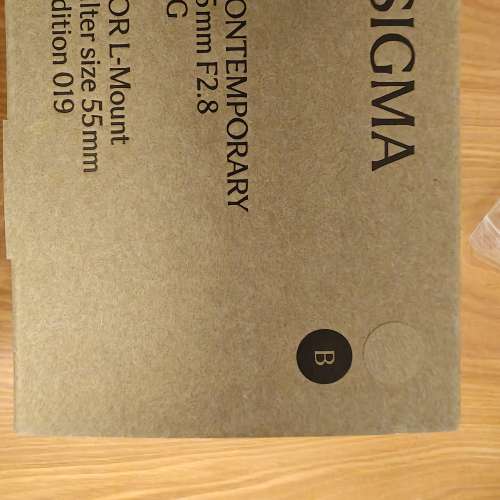 SIGMA
CONTEMPORARY
5mm F2.8
G
OR L-Mount
lter size 55mm
dition 019
B